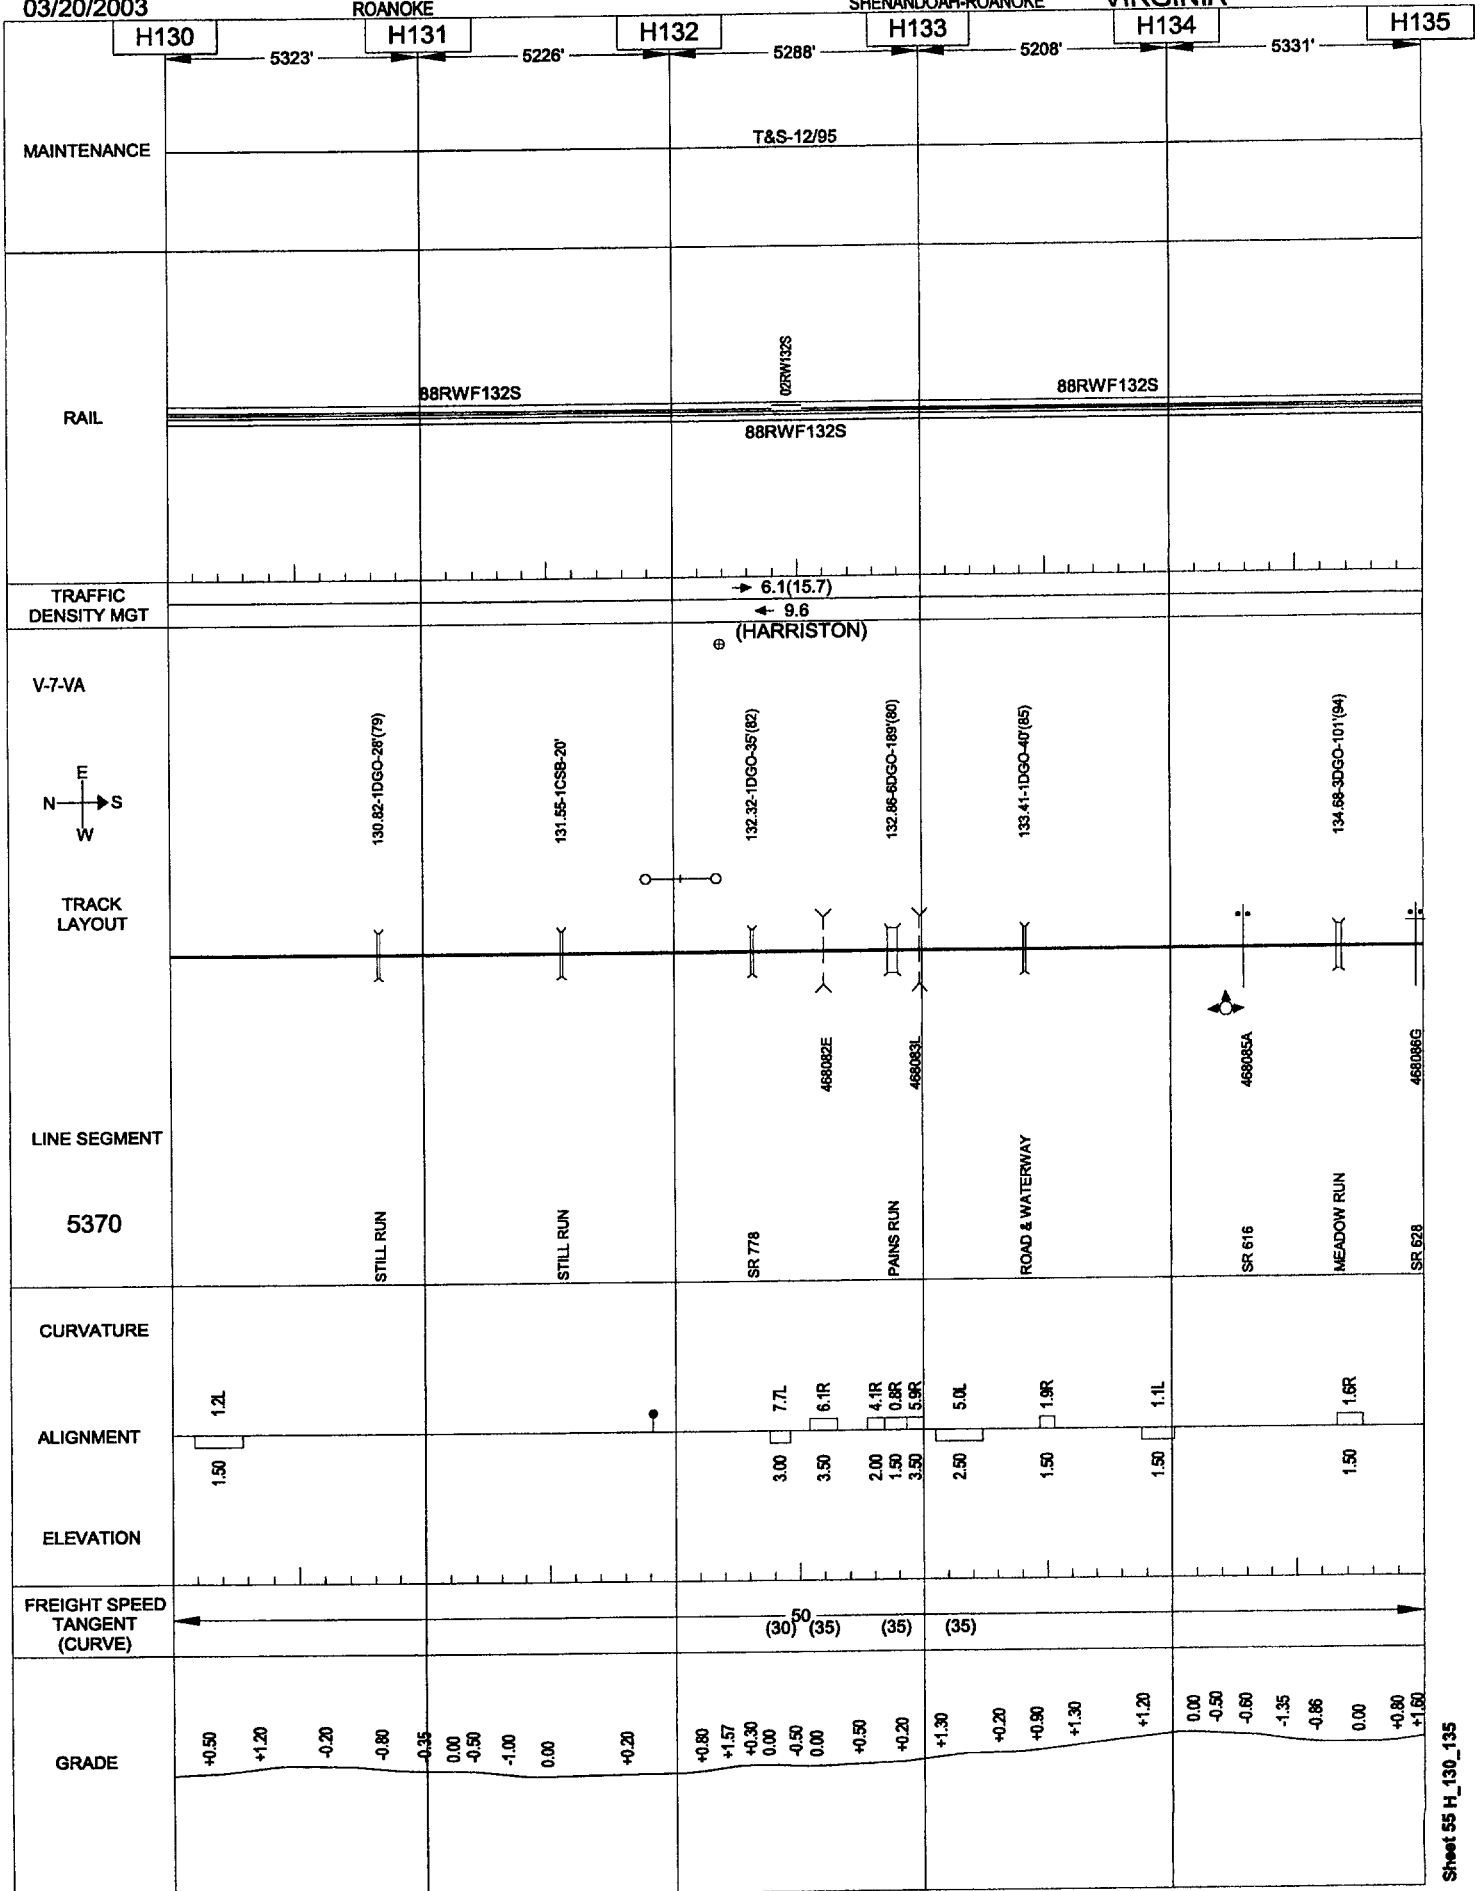 03/20/2003 ROANOKE SHENANDOAH-ROANOKE VIRGINIA
H130 H131 H132 H133 H134 H135
5323' 5226' 5288' 5208' 5331'
MAINTENANCE
T&S-12/95
RAIL
88RWF132S
02RW132S
88RWF132S
88RWF132S
TRAFFIC
DENSITY MGT
6.1(15.7)
9.6
(HARRISTON)
V-7-VA
E
N S
W
130.82-1DGO-28'(79)
131.55-1CSB-20'
132.32-1DGO-35'(82)
132.86-6DGO-189'(80)
133.41-1DGO-40'(85)
134.68-3DGO-101'(94)
TRACK
LAYOUT
468082E
468083L
468085A
468086G
LINE SEGMENT
5370
STILL RUN
STILL RUN
SR 778
PAINS RUN
ROAD & WATERWAY
SR 616
MEADOW RUN
SR 628
CURVATURE
1.2L 7.7L 6.1R 4.1R 0.8R 5.9R 5.0L 1.9R 1.1L 1.6R
ALIGNMENT
1.50 3.00 3.50 2.00 1.50 3.50 2.50 1.50 1.50 1.50
ELEVATION
FREIGHT SPEED
TANGENT
(CURVE)
50
(30) (35) (35) (35)
GRADE
+0.50 +1.20 -0.20 -0.80 -0.35 0.00 -0.50 -1.00 0.00 +0.20 +0.80 +1.57 +0.30 0.00 -0.50 0.00 +0.50 +0.20 +1.30 +0.20 +0.90 +1.30 +1.20 0.00 -0.50 -0.60 -1.35 -0.86 0.00 +0.80 +1.60
Sheet 55 H_130_135